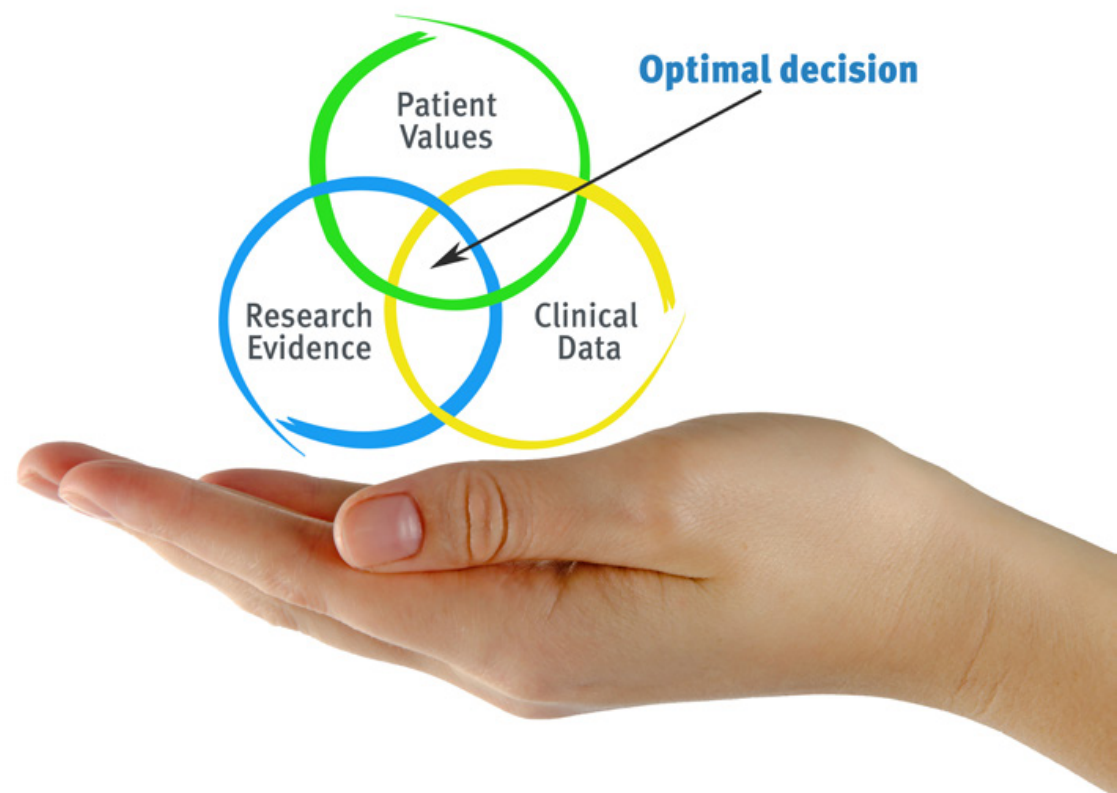 Optimal decision
Patient
Values
Research
Evidence
Clinical
Data